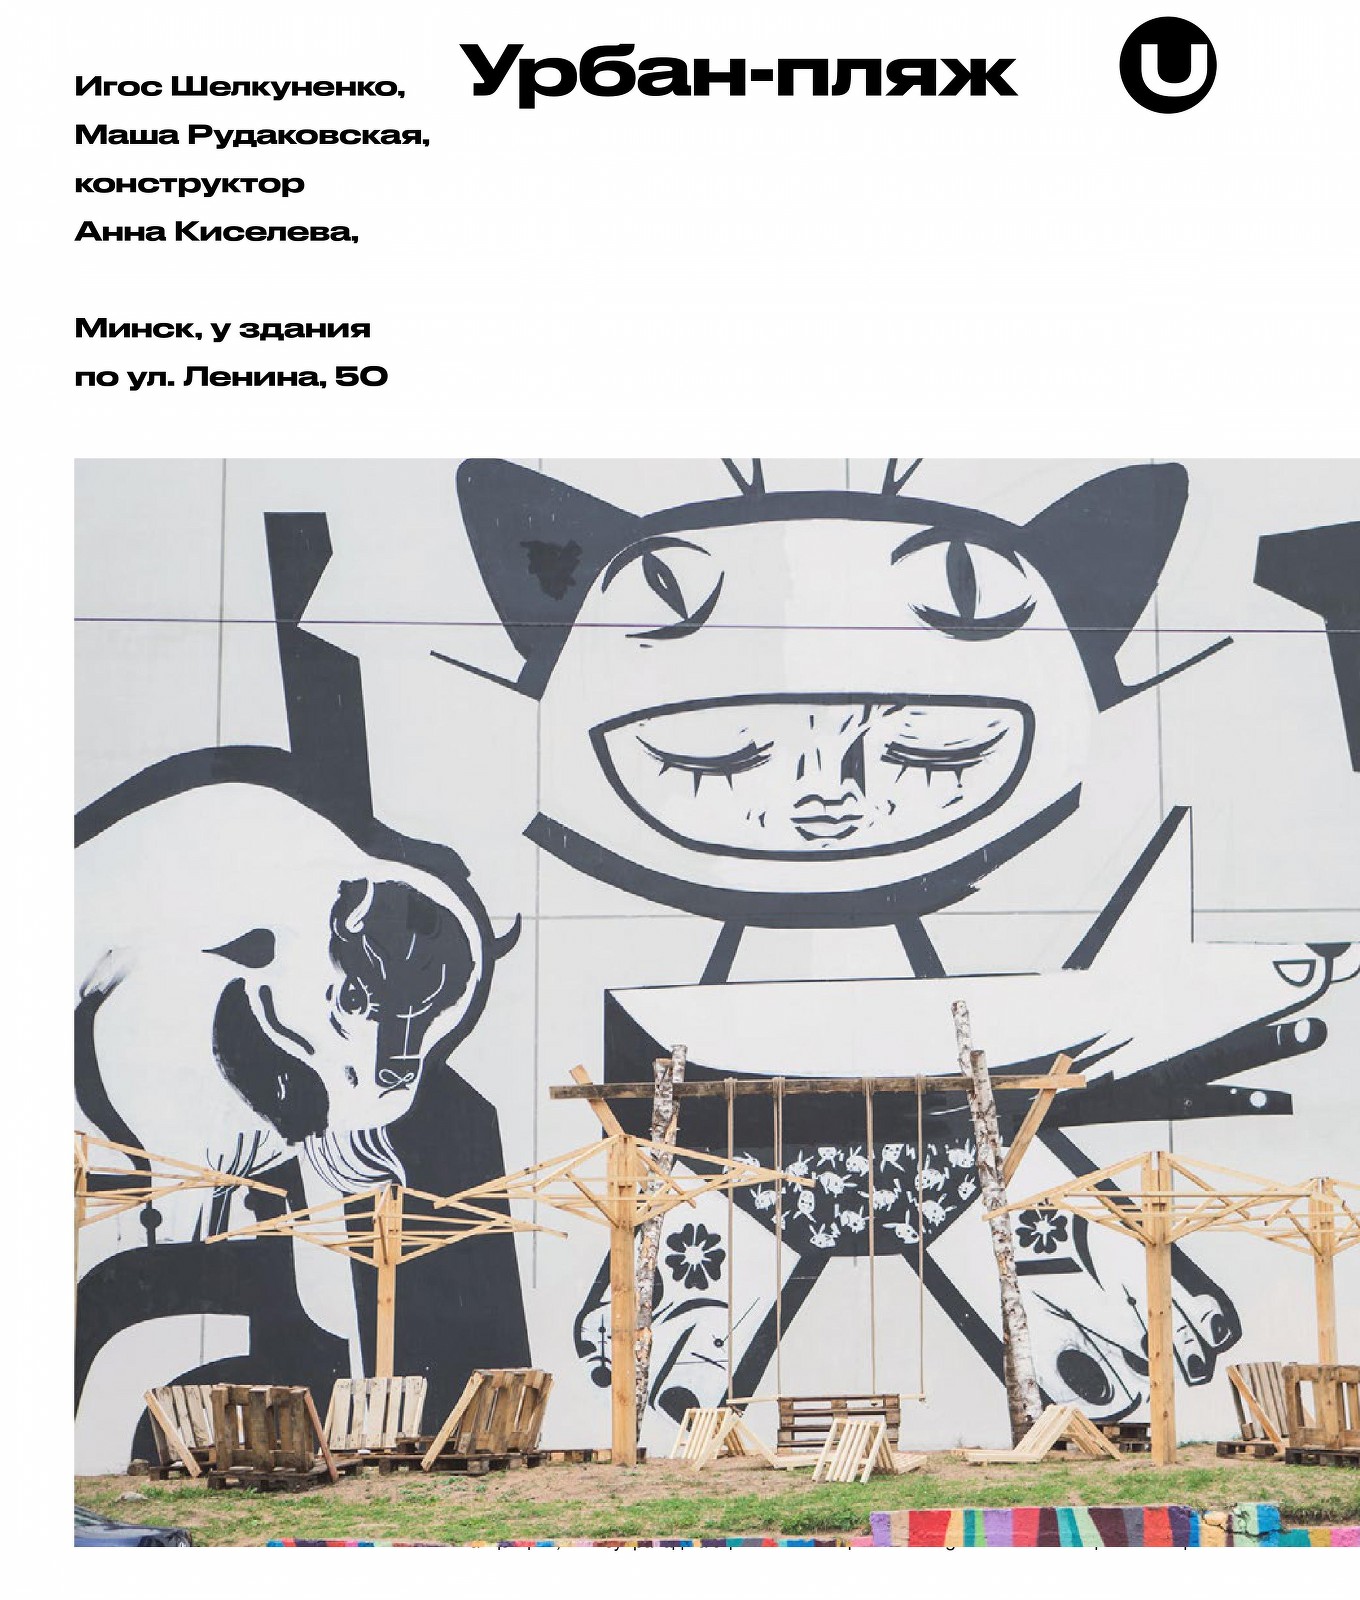 Урбан-пляж
U
Игос Шелкуненко,
Маша Рудаковская,
конструктор
Анна Киселева,
Минск, у здания
по ул. Ленина, 50